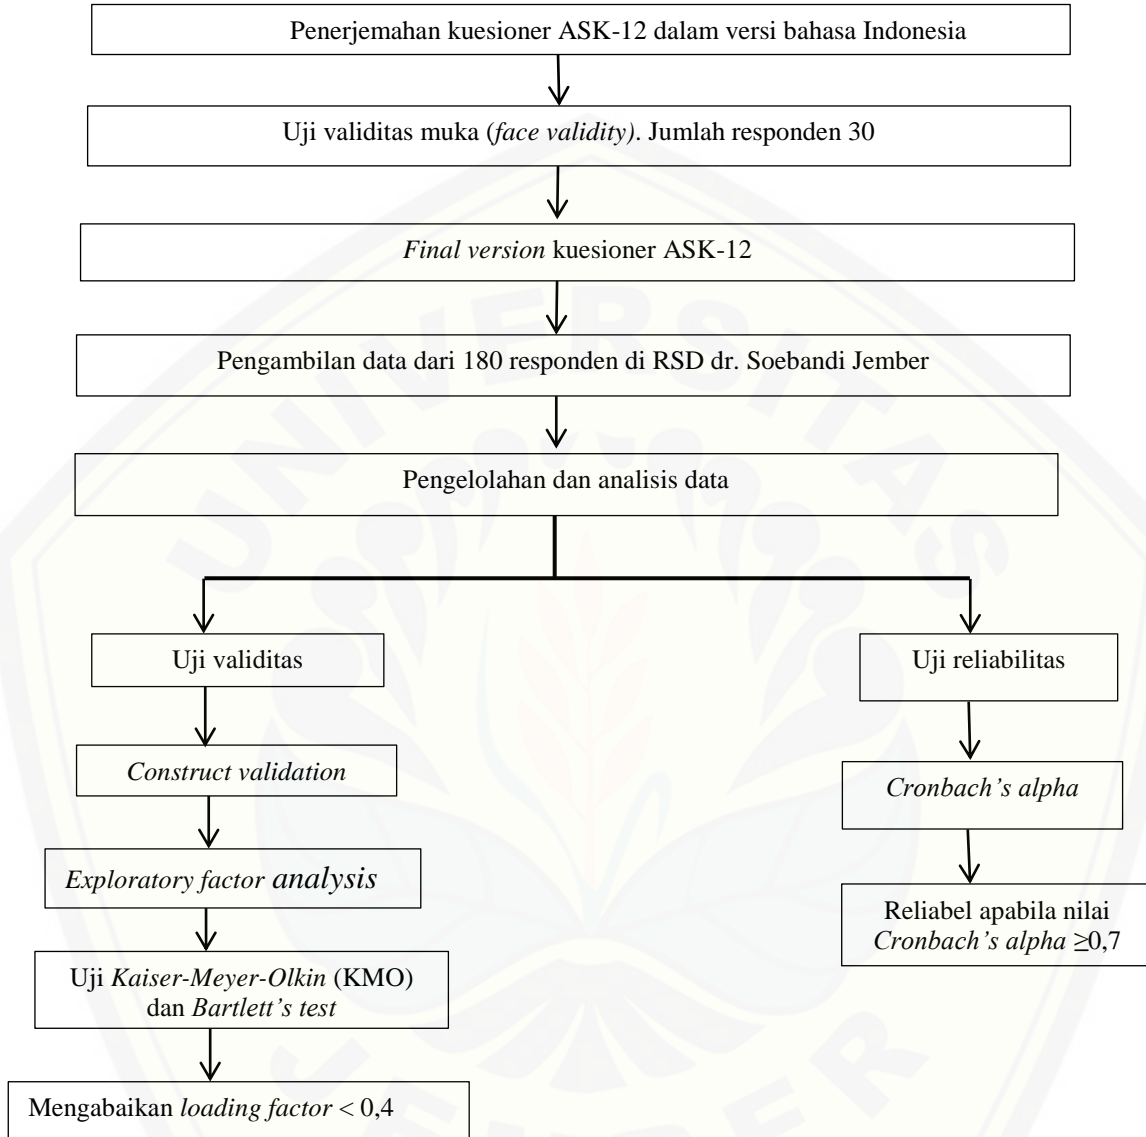 Penerjemahan kuesioner ASK-12 dalam versi bahasa Indonesia
Uji validitas muka (face validity). Jumlah responden 30
Final version kuesioner ASK-12
Pengambilan data dari 180 responden di RSD dr. Soebandi Jember
Pengelolahan dan analisis data
Uji validitas
Uji reliabilitas
Construct validation
Cronbach’s alpha
Exploratory factor analysis
Reliabel apabila nilai
Cronbach’s alpha ≥0,7
Uji Kaiser-Meyer-Olkin (KMO)
dan Bartlett’s test
Mengabaikan loading factor < 0,4
UNIVERSITAS
JEMBER